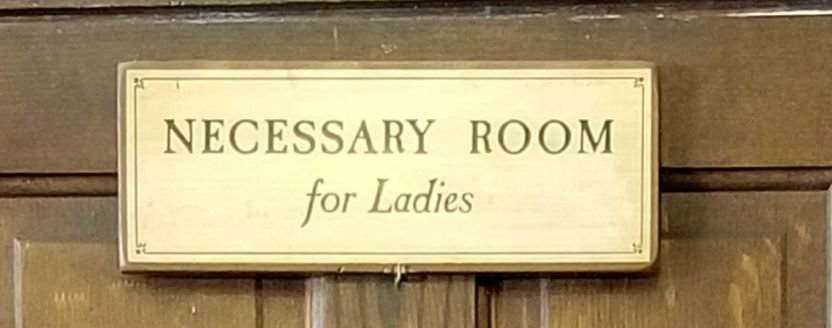 NECESSARY ROOM
for Ladies